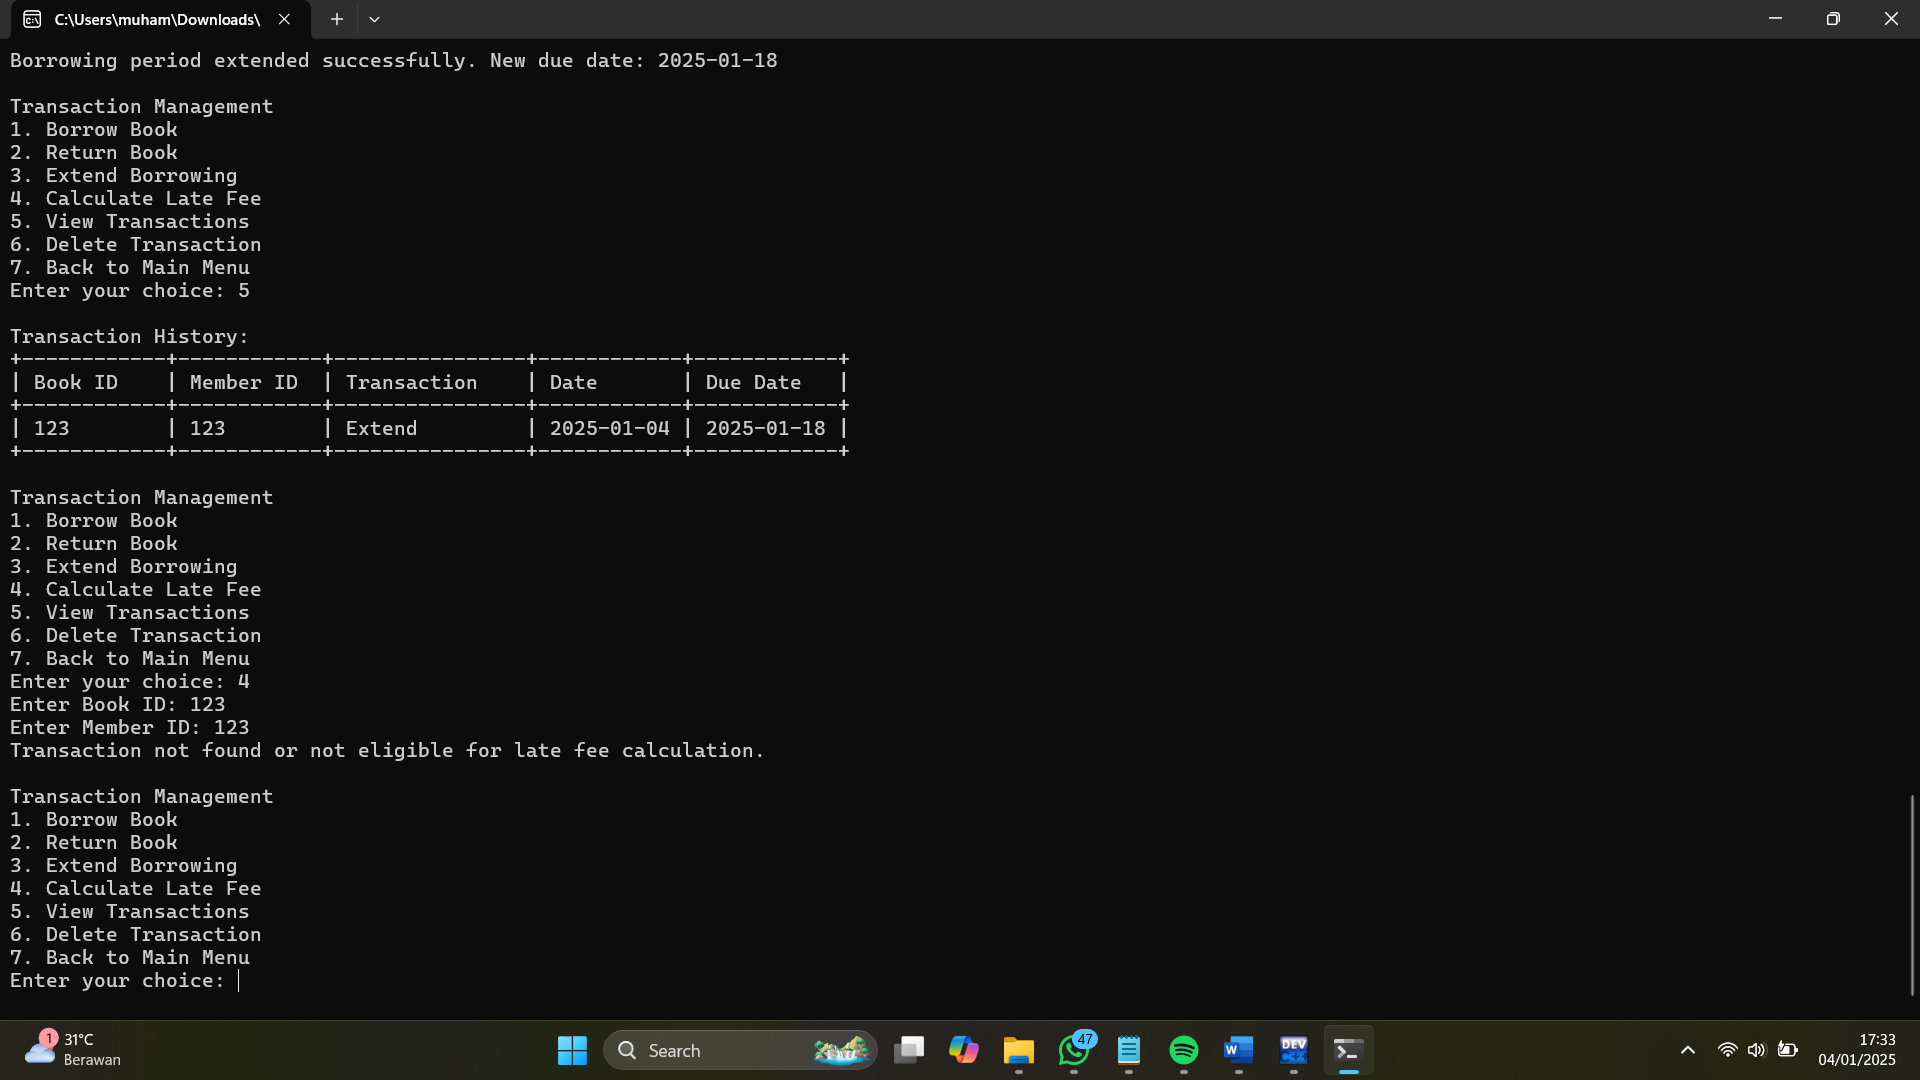 C:\Users\muham\Downloads\
Borrowing period extended successfully. New due date: 2025-01-18
Transaction Management
1. Borrow Book
2. Return Book
3. Extend Borrowing
4. Calculate Late Fee
5. View Transactions
6. Delete Transaction
7. Back to Main Menu
Enter your choice: 5
Transaction History:
+------------+------------+----------------+------------+------------+
| Book ID    | Member ID  | Transaction    | Date       | Due Date   |
+------------+------------+----------------+------------+------------+
| 123        | 123        | Extend         | 2025-01-04 | 2025-01-18 |
+------------+------------+----------------+------------+------------+
Transaction Management
1. Borrow Book
2. Return Book
3. Extend Borrowing
4. Calculate Late Fee
5. View Transactions
6. Delete Transaction
7. Back to Main Menu
Enter your choice: 4
Enter Book ID: 123
Enter Member ID: 123
Transaction not found or not eligible for late fee calculation.
Transaction Management
1. Borrow Book
2. Return Book
3. Extend Borrowing
4. Calculate Late Fee
5. View Transactions
6. Delete Transaction
7. Back to Main Menu
Enter your choice:
1
31°C
Berawan
Search
47
W
DEV
17:33
04/01/2025